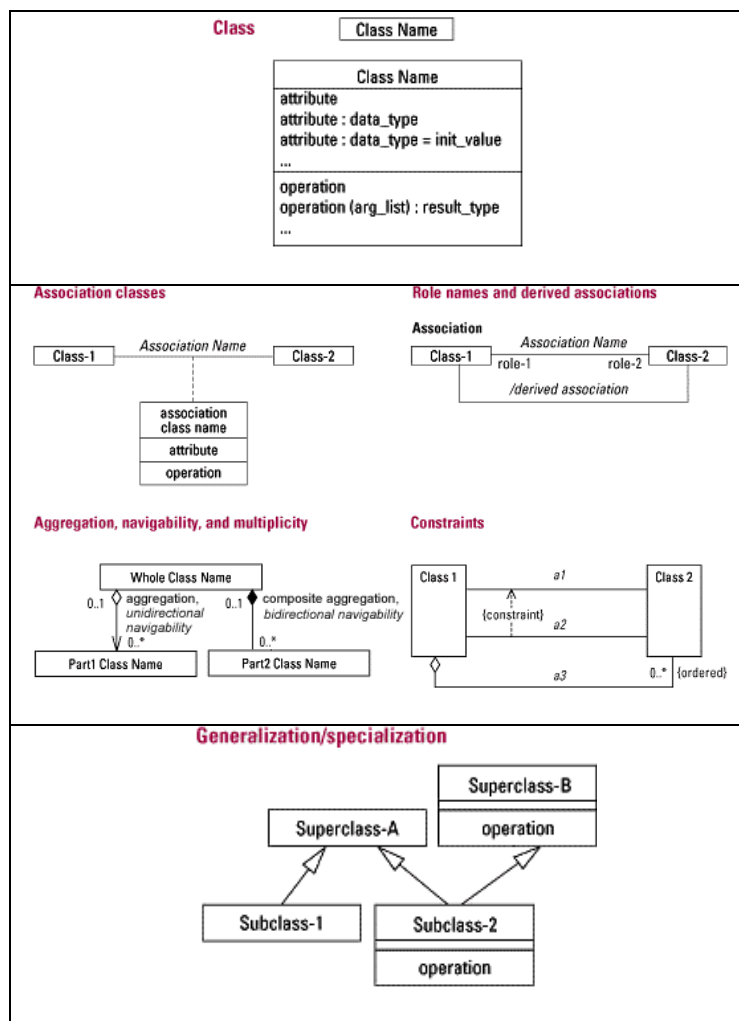 Class
Class Name
Class Name
attribute
attribute : data_type
attribute : data_type = init_value
...
operation
operation (arg_list) : result_type
...
Association classes
Class-1
Association Name
Class-2
association
class name
attribute
operation
Role names and derived associations
Association
Association Name
Class-1
Class-2
role-1
role-2
/derived association
Aggregation, navigability, and multiplicity
Whole Class Name
0..1
aggregation,
unidirectional
navigability
0..*
0..1
composite aggregation,
bidirectional navigability
0..*
Part1 Class Name
Part2 Class Name
Constraints
Class 1
a1
Class 2
{constraint}
a2
a3
0..*
{ordered}
Generalization/specialization
Superclass-B
operation
Superclass-A
Subclass-1
Subclass-2
operation